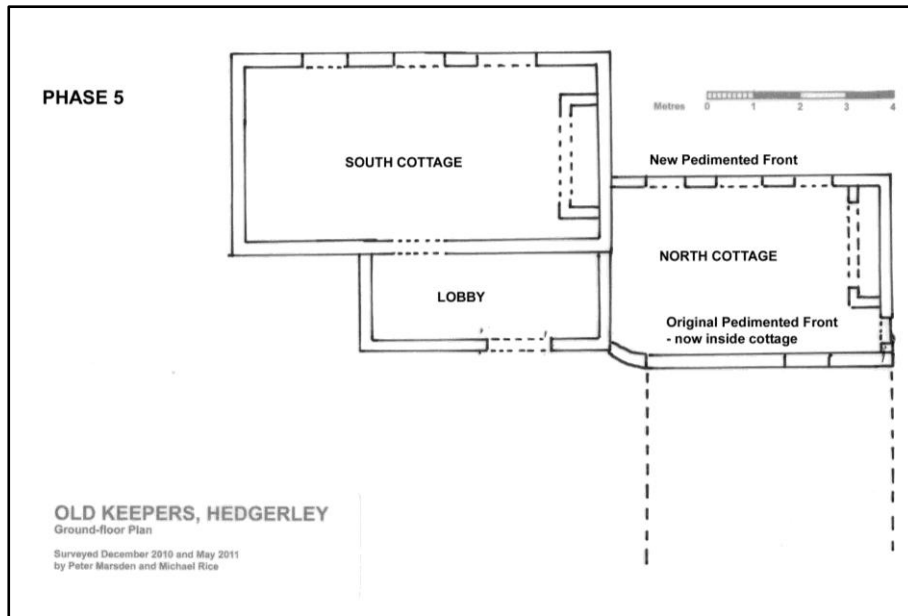 PHASE 5
Metres 0 1 2 3 4
SOUTH COTTAGE
New Pedimented Front
NORTH COTTAGE
LOBBY
Original Pedimented Front
- now inside cottage
OLD KEEPERS, HEDGERLEY
Ground-floor Plan
Surveyed December 2010 and May 2011
by Peter Marsden and Michael Rice